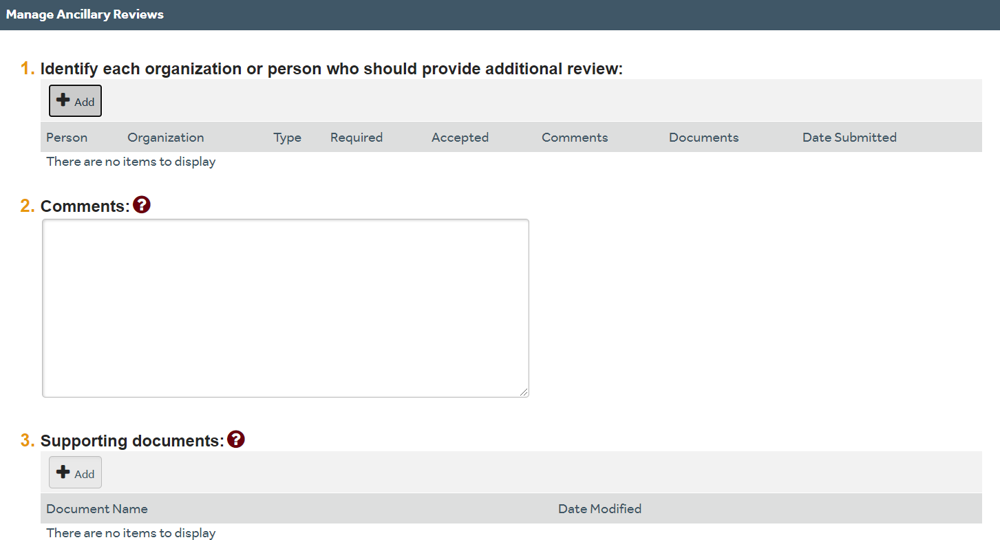 Manage Ancillary Reviews
1. Identify each organization or person who should provide additional review:
Add
Person Organization Type Required Accepted Comments Documents Date Submitted
There are no items to display
2. Comments: ?
3. Supporting documents: ?
Add
Document Name Date Modified
There are no items to display